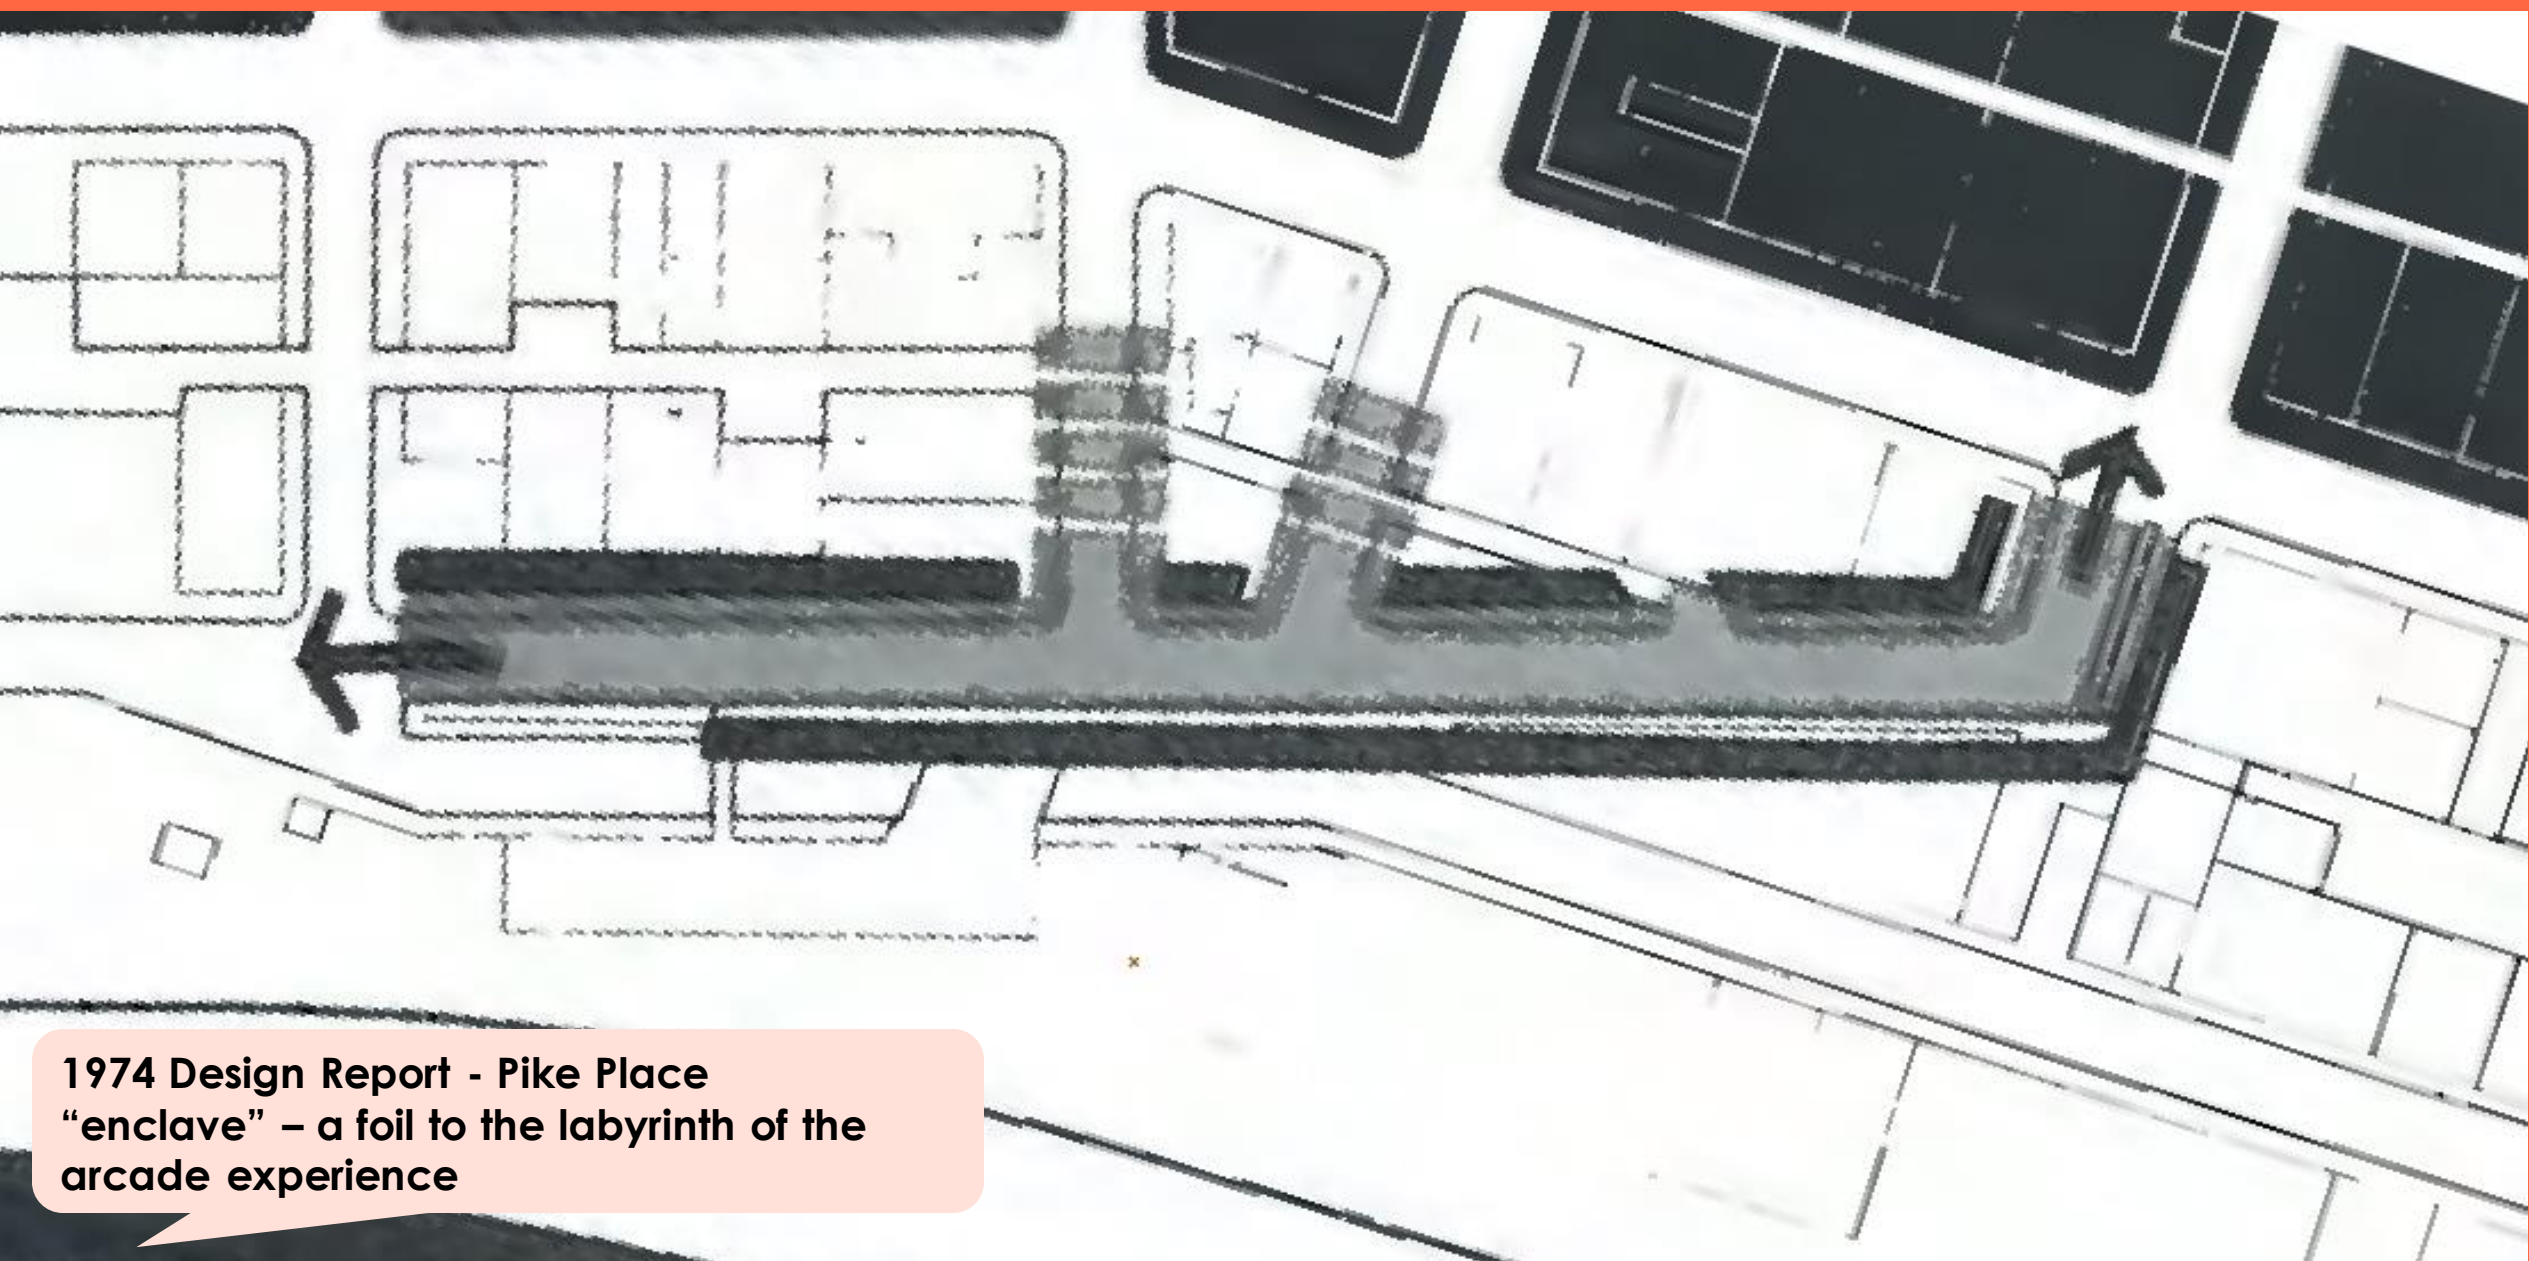 1974 Design Report - Pike Place
“enclave” – a foil to the labyrinth of the
arcade experience